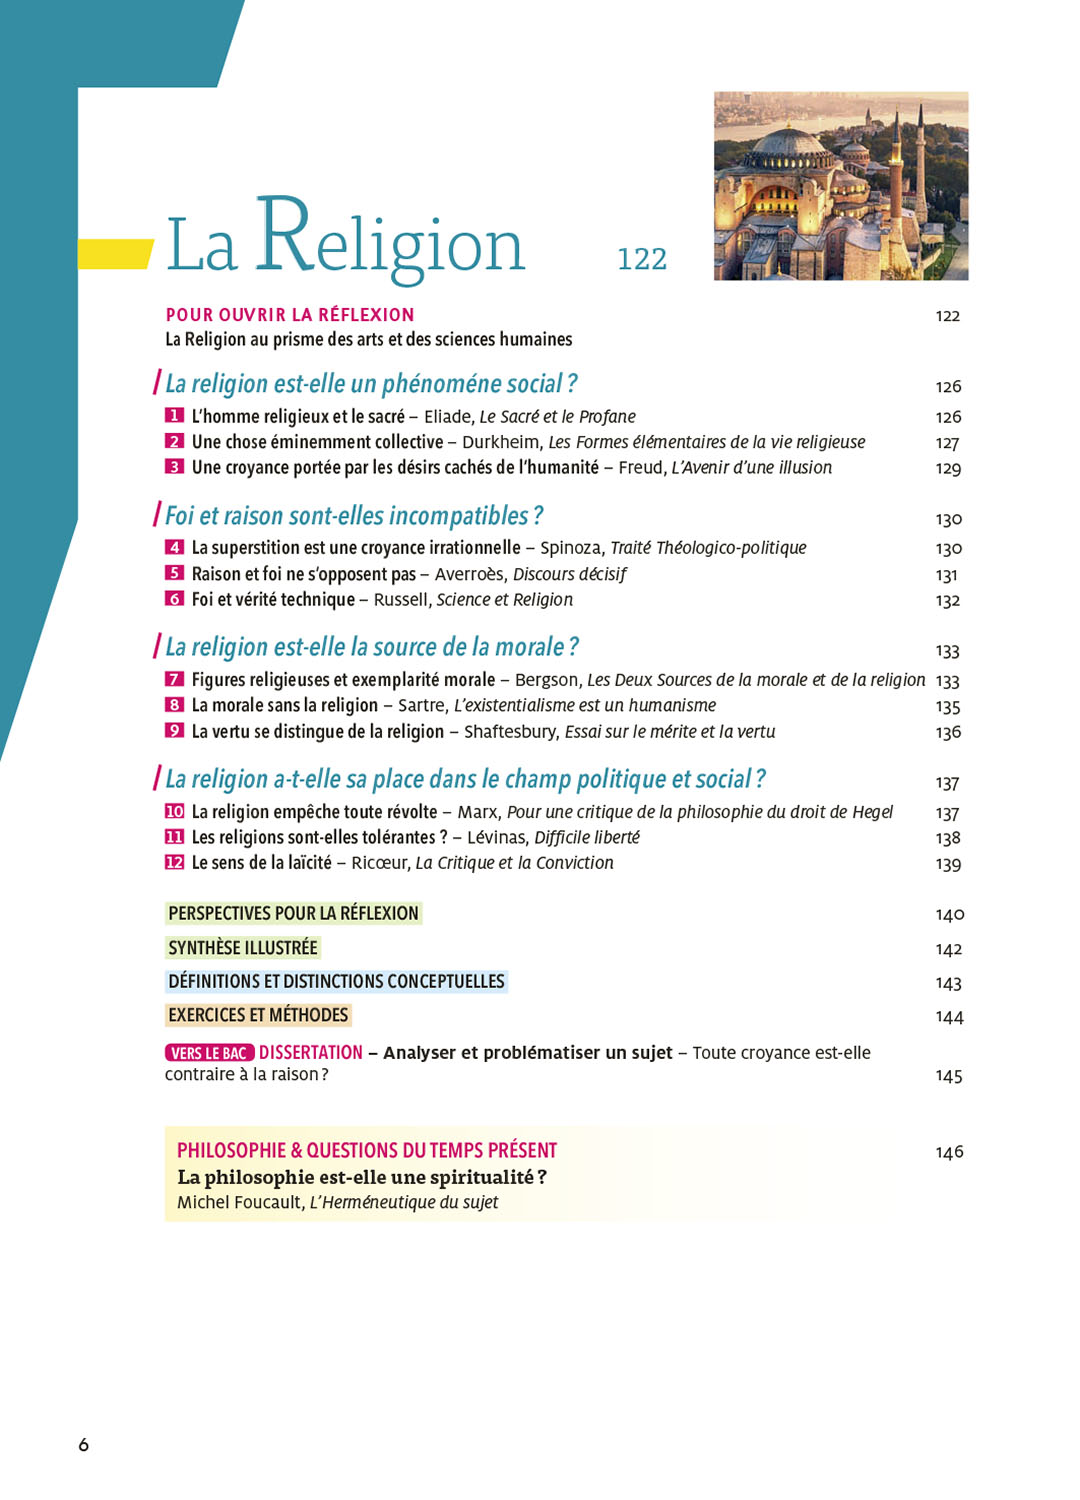 La Religion 122
POUR OUVRIR LA RÉFLEXION 122
La Religion au prisme des arts et des sciences humaines
/ La religion est-elle un phénoméne social ? 126
1 L’homme religieux et le sacré – Eliade, Le Sacré et le Profane 126
2 Une chose éminemment collective – Durkheim, Les Formes élémentaires de la vie religieuse 127
3 Une croyance portée par les désirs cachés de l’humanité – Freud, L’Avenir d’une illusion 129
/ Foi et raison sont-elles incompatibles ? 130
4 La superstition est une croyance irrationnelle – Spinoza, Traité Théologico-politique 130
5 Raison et foi ne s’opposent pas – Averroès, Discours décisif 131
6 Foi et vérité technique – Russell, Science et Religion 132
/ La religion est-elle la source de la morale ? 133
7 Figures religieuses et exemplarité morale – Bergson, Les Deux Sources de la morale et de la religion 133
8 La morale sans la religion – Sartre, L’existentialisme est un humanisme 135
9 La vertu se distingue de la religion – Shaftesbury, Essai sur le mérite et la vertu 136
/ La religion a-t-elle sa place dans le champ politique et social ? 137
10 La religion empêche toute révolte – Marx, Pour une critique de la philosophie du droit de Hegel 137
11 Les religions sont-elles tolérantes ? – Lévinas, Difficile liberté 138
12 Le sens de la laïcité – Ricœur, La Critique et la Conviction 139
PERSPECTIVES POUR LA RÉFLEXION 140
SYNTHÈSE ILLUSTRÉE 142
DÉFINITIONS ET DISTINCTIONS CONCEPTUELLES 143
EXERCICES ET MÉTHODES 144
VERS LE BAC DISSERTATION – Analyser et problématiser un sujet – Toute croyance est-elle
contraire à la raison ? 145
PHILOSOPHIE & QUESTIONS DU TEMPS PRÉSENT 146
La philosophie est-elle une spiritualité ?
Michel Foucault, L’Herméneutique du sujet
6